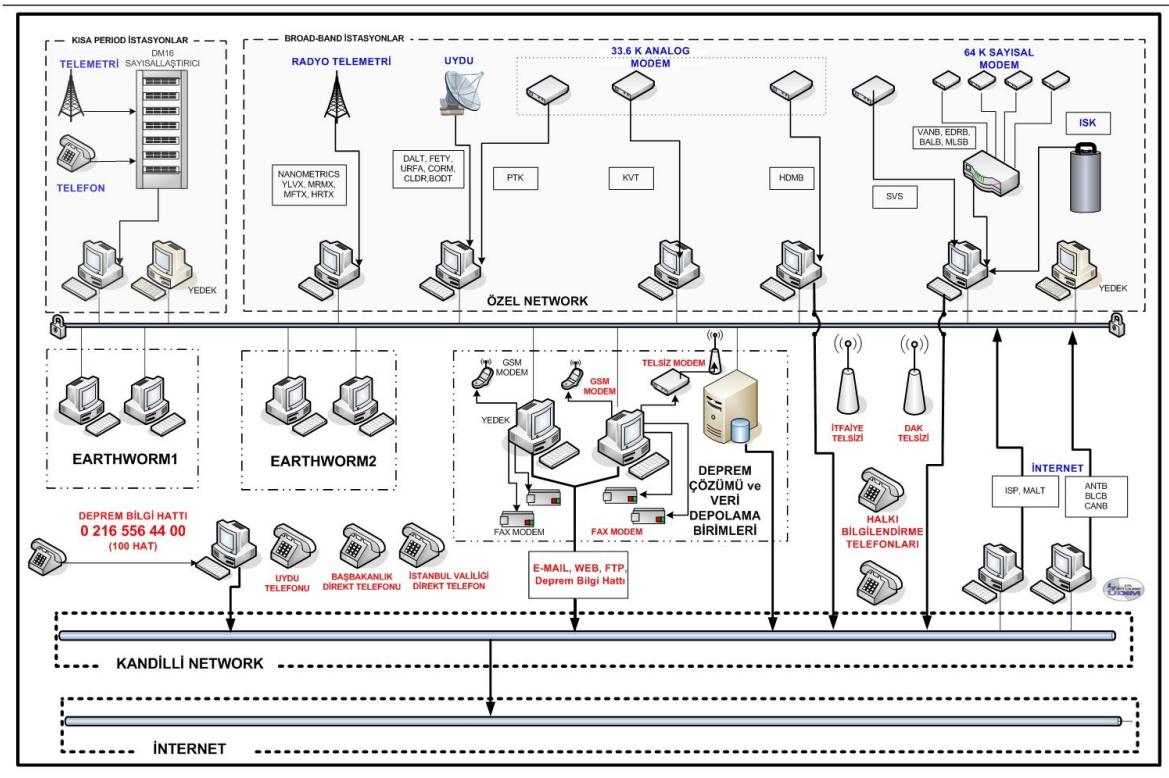 KISA PERIOD İSTASYONLAR
DM16
SAYISALLAŞTIRICI
TELEMETRİ
TELEFON
YEDEK
BROAD-BAND İSTASYONLAR
RADYO TELEMETRİ
UYDU
33.6 K ANALOG
MODEM
64 K SAYISAL
MODEM
ISK
VANB, EDRB,
BALB, MLSB
NANOMETRICS
YLVX, MRMX,
MFTX, HRTX
DALT, FETY,
URFA, CORM,
CLDR,BODT
PTK
KVT
HDMB
SVS
YEDEK
ÖZEL NETWORK
EARTHWORM1
EARTHWORM2
GSM
MODEM
GSM
MODEM
TELSİZ MODEM
YEDEK
FAX MODEM
FAX MODEM
DEPREM
ÇÖZÜMÜ ve
VERİ
DEPOLAMA
BİRİMLERİ
İTFAİYE
TELSİZİ
DAK
TELSİZİ
İNTERNET
ISP, MALT
ANTB
BLCB
CANB
HALKI
BİLGİLENDİRME
TELEFONLARI
DEPREM BİLGİ HATTI
0 216 556 44 00
(100 HAT)
UYDU
TELEFONU
BAŞBAKANLIK
DİREKT TELEFONU
İSTANBUL VALİLİĞİ
DİREKT TELEFON
E-MAIL, WEB, FTP,
Deprem Bilgi Hattı
UDİM
KANDİLLİ NETWORK
İNTERNET